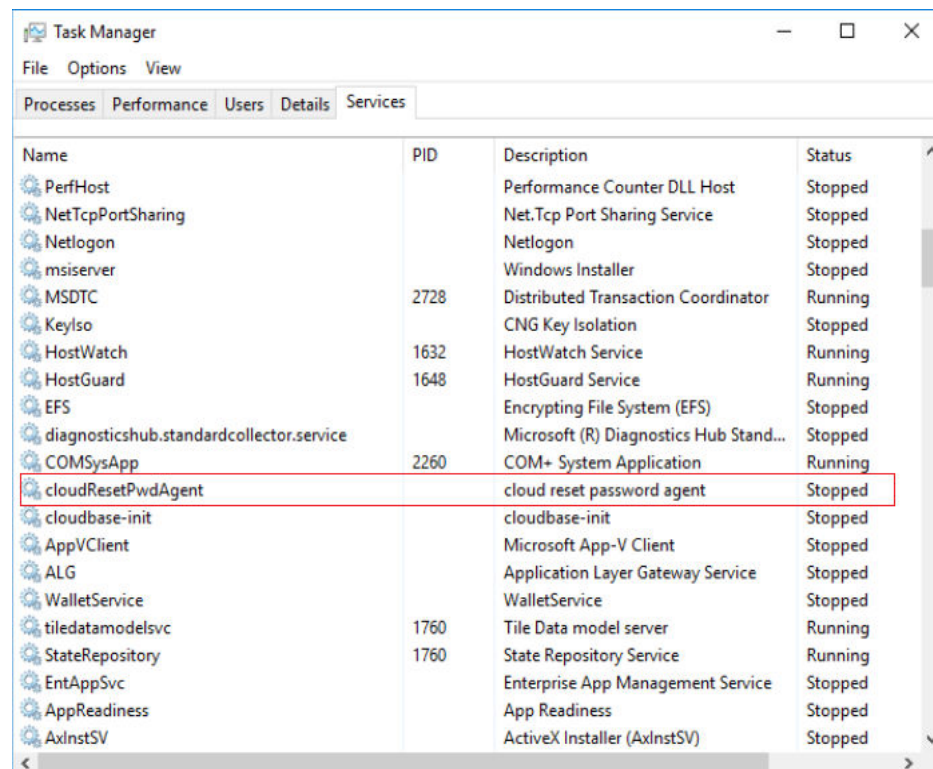 Task Manager
File Options View
Processes Performance Users Details Services
Name PID Description Status
PerfHost Performance Counter DLL Host Stopped
NetTcpPortSharing Net.Tcp Port Sharing Service Stopped
Netlogon Netlogon Stopped
msiserver Windows Installer Stopped
MSDTC 2728 Distributed Transaction Coordinator Running
KeyIso CNG Key Isolation Stopped
HostWatch 1632 HostWatch Service Running
HostGuard 1648 HostGuard Service Running
EFS Encrypting File System (EFS) Stopped
diagnosticshub.standardcollector.service Microsoft (R) Diagnostics Hub Stand... Stopped
COMSysApp 2260 COM+ System Application Running
cloudResetPwdAgent cloud reset password agent Stopped
cloudbase-init cloudbase-init Stopped
AppVClient Microsoft App-V Client Stopped
ALG Application Layer Gateway Service Stopped
WalletService WalletService Stopped
tiledatamodelsvc 1760 Tile Data model server Running
StateRepository 1760 State Repository Service Running
EntAppSvc Enterprise App Management Service Stopped
AppReadiness App Readiness Stopped
AxInstSV ActiveX Installer (AxInstSV) Stopped